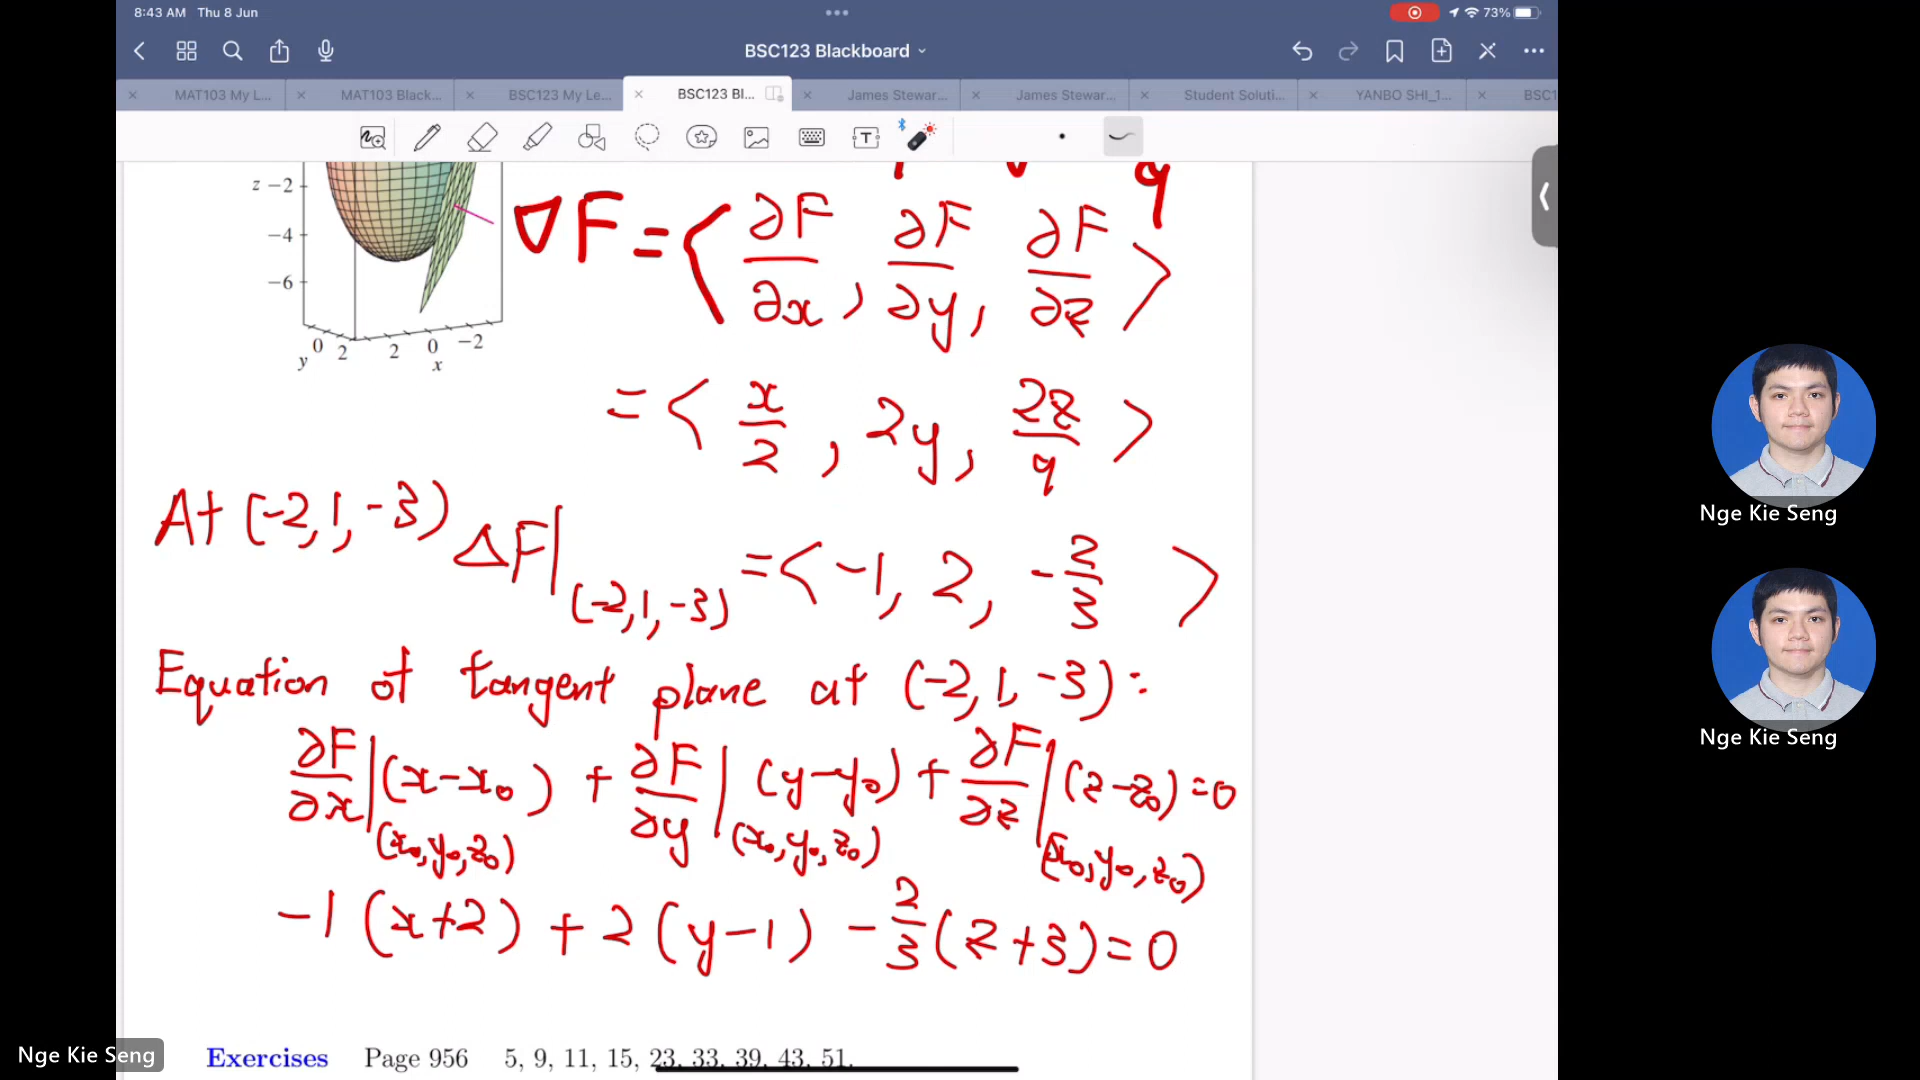 8:43 AM Thu 8 Jun
73%
BSC123 Blackboard
MAT103 My L...
MAT103 Black...
BSC123 My Le...
BSC123 Bl...
James Stewar...
James Stewar...
Student Soluti...
YANBO SHI_1...
BSC1
T
9
z −2
−4
−6
0 2
y
2 0 −2
x
∇F = < ∂F/∂x, ∂F/∂y, ∂F/∂z >
= < x/2, 2y, 2z/9 >
At (-2,1,-3) ΔF|(-2,1,-3) = < -1, 2, -2/3 >
Equation of tangent plane at (-2,1,-3):
∂F/∂x|(x₀,y₀,z₀) (x-x₀) + ∂F/∂y|(x₀,y₀,z₀) (y-y₀) + ∂F/∂z|(x₀,y₀,z₀) (z-z₀) = 0
-1(x+2) + 2(y-1) - 2/3(z+3) = 0
Exercises Page 956 5, 9, 11, 15, 23, 33, 39, 43, 51.
Nge Kie Seng
Nge Kie Seng
Nge Kie Seng